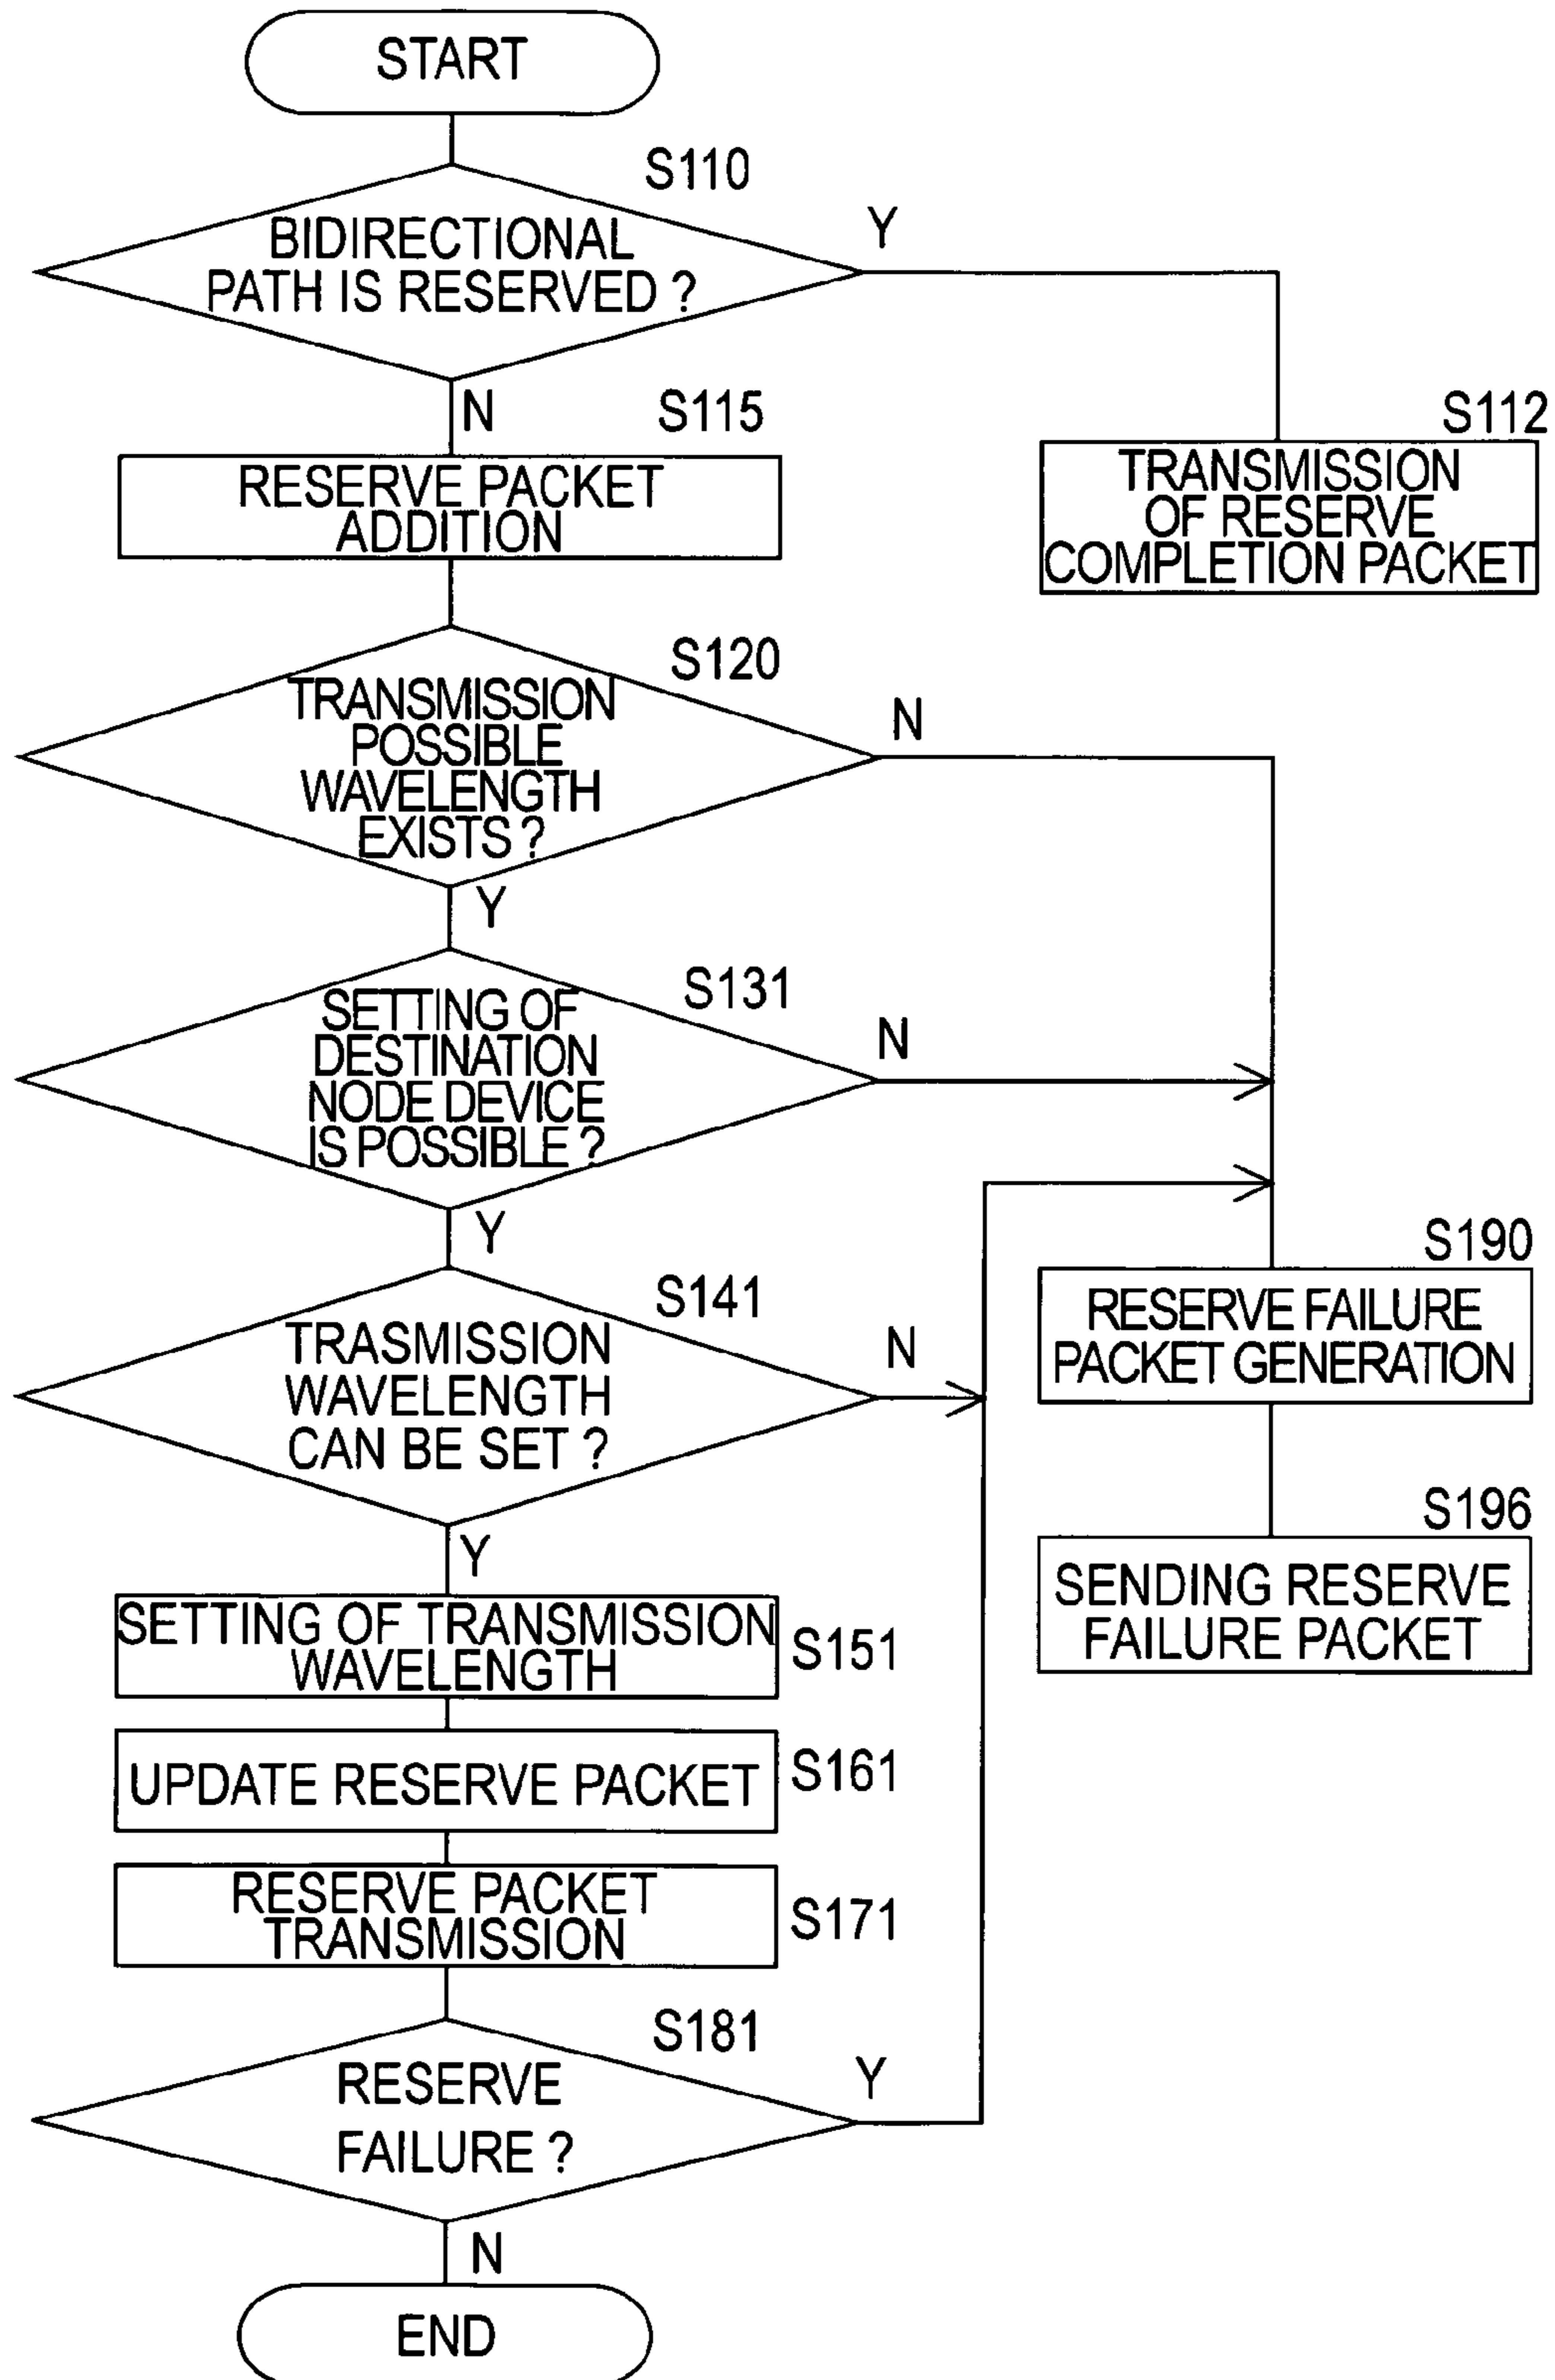 START
S110
BIDIRECTIONAL
PATH IS RESERVED ?
Y
N
S115
RESERVE PACKET
ADDITION
S112
TRANSMISSION
OF RESERVE
COMPLETION PACKET
S120
TRANSMISSION
POSSIBLE
WAVELENGTH
EXISTS ?
N
Y
S131
SETTING OF
DESTINATION
NODE DEVICE
IS POSSIBLE ?
N
Y
S141
TRASMISSION
WAVELENGTH
CAN BE SET ?
N
Y
S190
RESERVE FAILURE
PACKET GENERATION
S196
SENDING RESERVE
FAILURE PACKET
SETTING OF TRANSMISSION
WAVELENGTH
S151
UPDATE RESERVE PACKET
S161
RESERVE PACKET
TRANSMISSION
S171
S181
RESERVE
FAILURE ?
Y
N
END